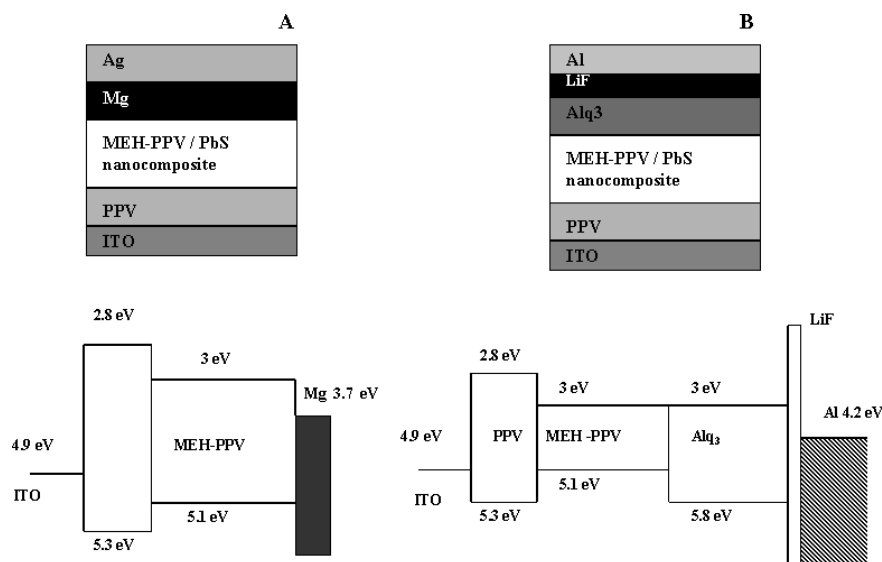 A
Ag
Mg
MEH-PPV / PbS
nanocomposite
PPV
ITO
B
Al
LiF
Alq3
MEH-PPV / PbS
nanocomposite
PPV
ITO
2.8 eV
3 eV
Mg 3.7 eV
4.9 eV
MEH-PPV
ITO
5.1 eV
5.3 eV
LiF
2.8 eV
3 eV
3 eV
Al 4.2 eV
4.9 eV
PPV
MEH -PPV
Alq₃
ITO
5.1 eV
5.3 eV
5.8 eV